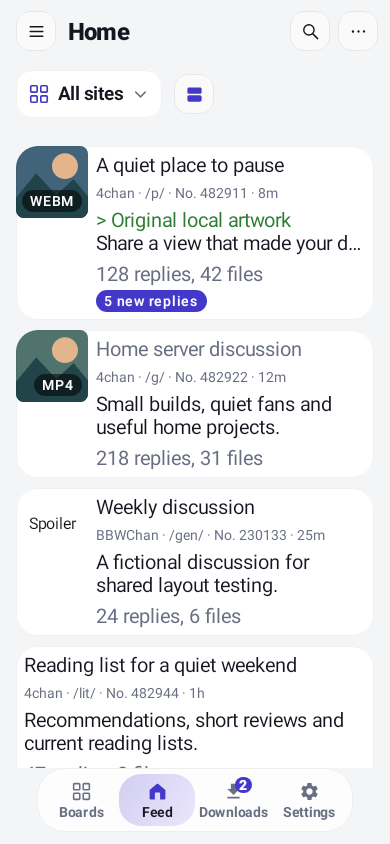 Home
All sites
WEBM
A quiet place to pause
4chan · /p/ · No. 482911 · 8m
> Original local artwork
Share a view that made your d…
128 replies, 42 files
5 new replies
MP4
Home server discussion
4chan · /g/ · No. 482922 · 12m
Small builds, quiet fans and
useful home projects.
218 replies, 31 files
Spoiler
Weekly discussion
BBWChan · /gen/ · No. 230133 · 25m
A fictional discussion for
shared layout testing.
24 replies, 6 files
Reading list for a quiet weekend
4chan · /lit/ · No. 482944 · 1h
Recommendations, short reviews and
current reading lists.
2
Boards
Feed
Downloads
Settings